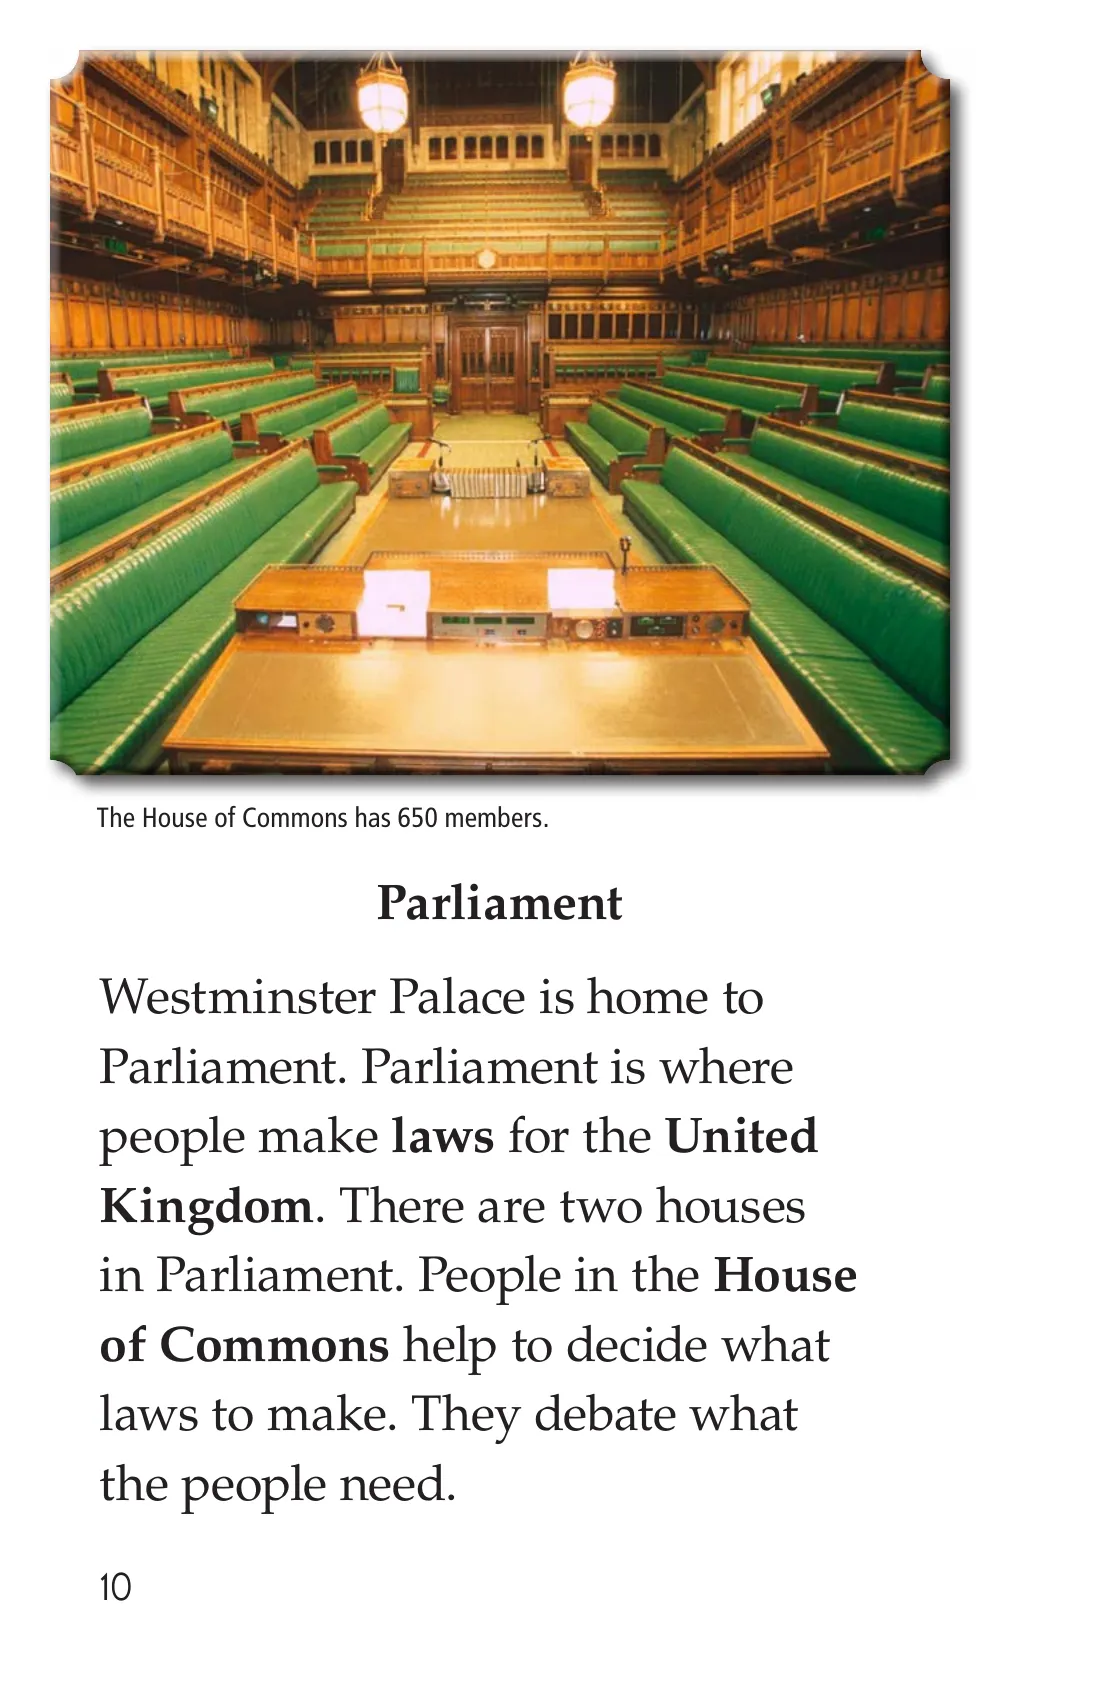 The House of Commons has 650 members.
Parliament
Westminster Palace is home to
Parliament. Parliament is where
people make laws for the United
Kingdom. There are two houses
in Parliament. People in the House
of Commons help to decide what
laws to make. They debate what
the people need.
10